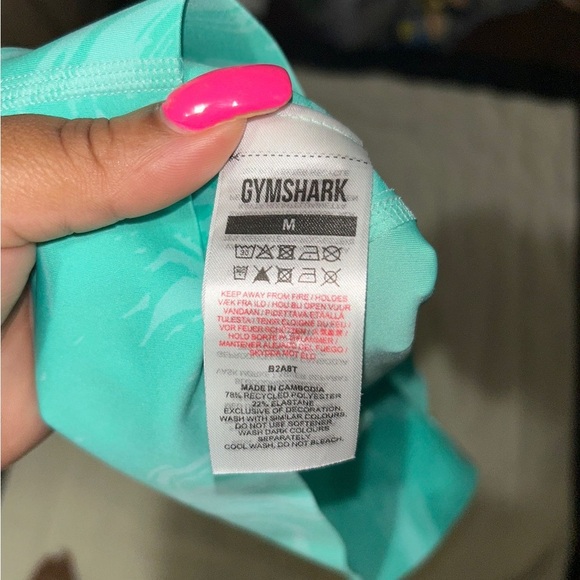 GYMSHARK
M
KEEP AWAY FROM FIRE / HOLDES
VÆK FRA ILD / HOU BIJ OPEN VUUR
VANDAAN / PIDETTÄVÄ ETÄÄLLÄ
TULESTA / TENIR ÉLOIGNÉ DU FEU /
VOR FEUER SCHÜTZEN /
HOLD BORTE FRA FLAMMER /
MANTENER ALEJADO DEL FUEGO /
SKYDDA MOT ELD
B2A8T
MADE IN CAMBODIA
78% RECYCLED POLYESTER
22% ELASTANE
EXCLUSIVE OF DECORATION.
WASH WITH SIMILAR COLOURS.
DO NOT USE SOFTENER.
WASH DARK COLOURS
SEPARATELY
COOL WASH, DO NOT BLEACH.